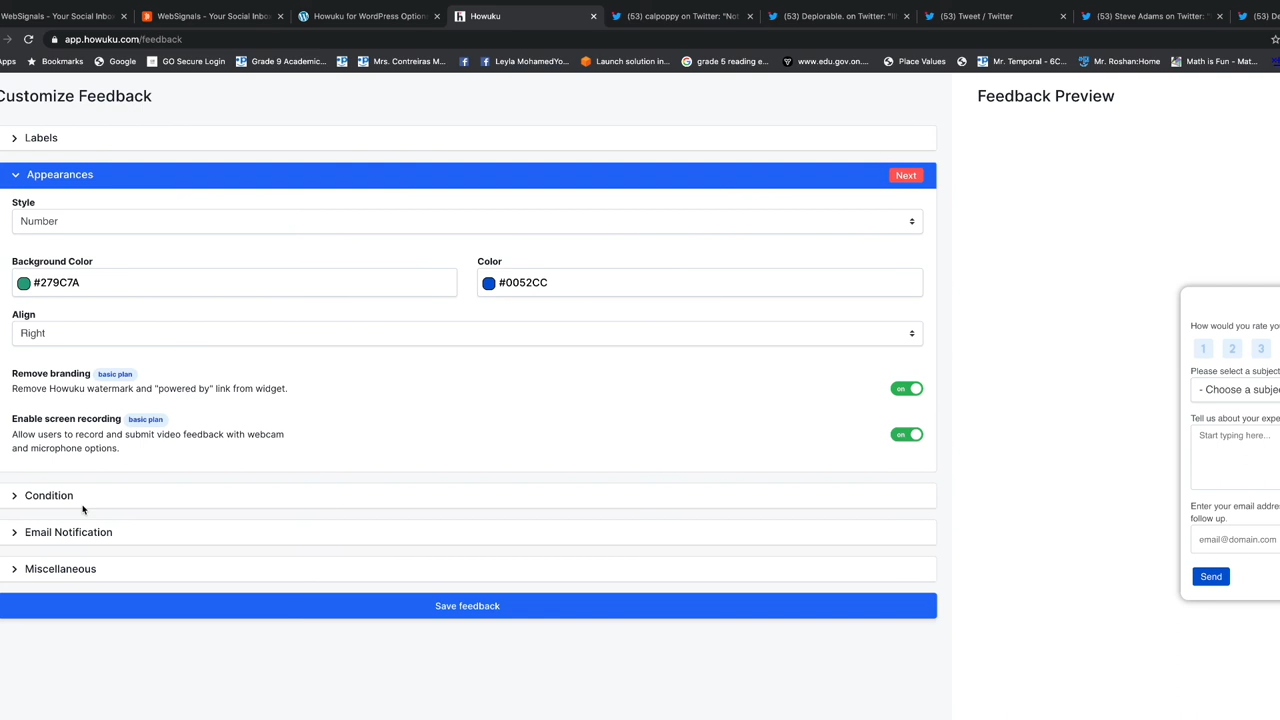 WebSignals - Your Social Inbo
WebSignals - Your Social Inbo
Howuku for WordPress Option
Howuku
(53) calpoppy on Twitter: "Not
(53) Deplorable. on Twitter: "
(53) Tweet / Twitter
(53) Steve Adams on Twitter: "
(53) De
app.howuku.com/feedback
Apps
Bookmarks
Google
GO Secure Login
Grade 9 Academic...
Mrs. Contreiras M...
Leyla MohamedYo...
Launch solution in...
grade 5 reading e...
www.edu.gov.on....
Place Values
Mr. Temporal - 6C...
Mr. Roshan:Home
Math is Fun - Mat...
Customize Feedback
Feedback Preview
Labels
Appearances
Next
Style
Number
Background Color
Color
#279C7A
#0052CC
Align
Right
Remove branding basic plan
Remove Howuku watermark and "powered by" link from widget.
on
Enable screen recording basic plan
Allow users to record and submit video feedback with webcam
and microphone options.
on
Condition
Email Notification
Miscellaneous
Save feedback
How would you rate yo
1 2 3
Please select a subject
- Choose a subje
Tell us about your expe
Start typing here...
Enter your email addre
follow up.
email@domain.com
Send